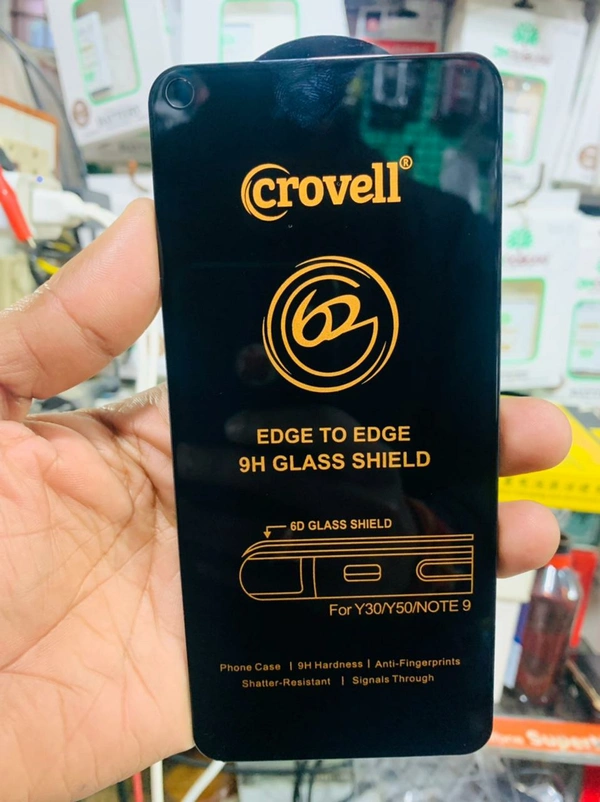 crovell®
6D
EDGE TO EDGE
9H GLASS SHIELD
6D GLASS SHIELD
For Y30/Y50/NOTE 9
Phone Case | 9H Hardness | Anti-Fingerprints
Shatter-Resistant | Signals Through